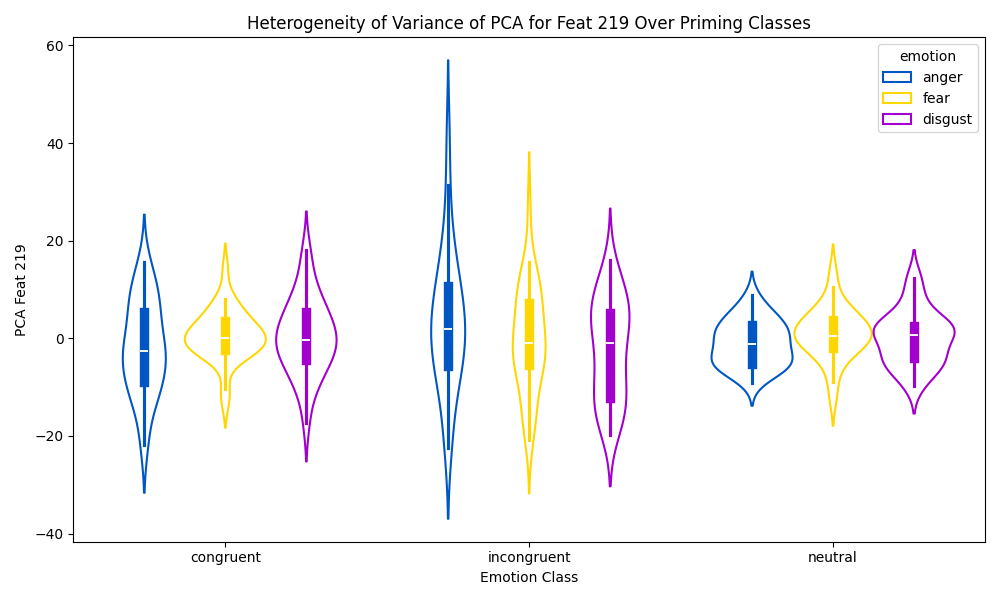 Heterogeneity of Variance of PCA for Feat 219 Over Priming Classes
emotion
anger
fear
disgust
60
40
20
0
−20
−40
PCA Feat 219
congruent
incongruent
neutral
Emotion Class